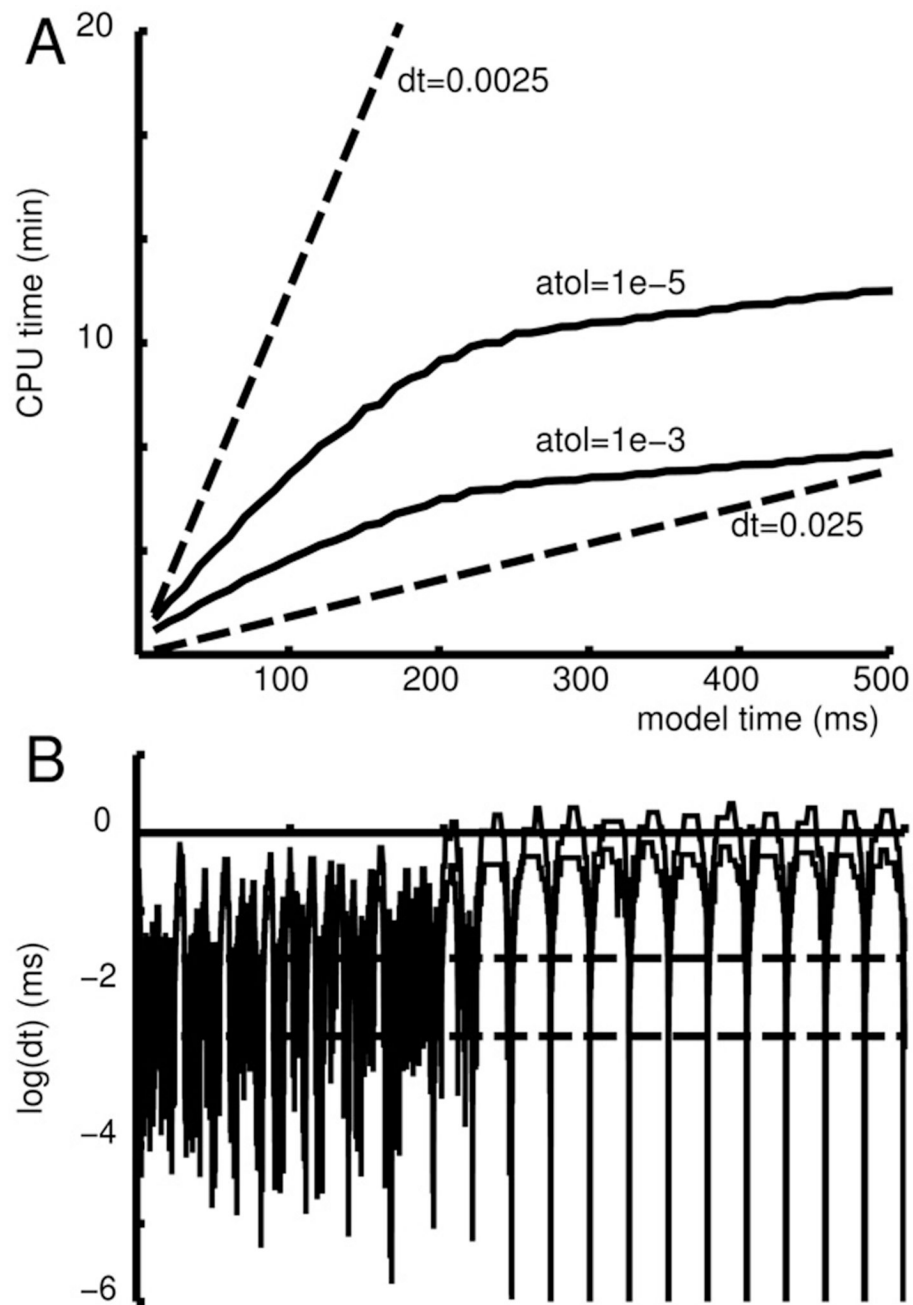 A
20
dt=0.0025
CPU time (min)
atol=1e−5
10
atol=1e−3
dt=0.025
100 200 300 400 500
model time (ms)
B
0
−2
log(dt) (ms)
−4
−6